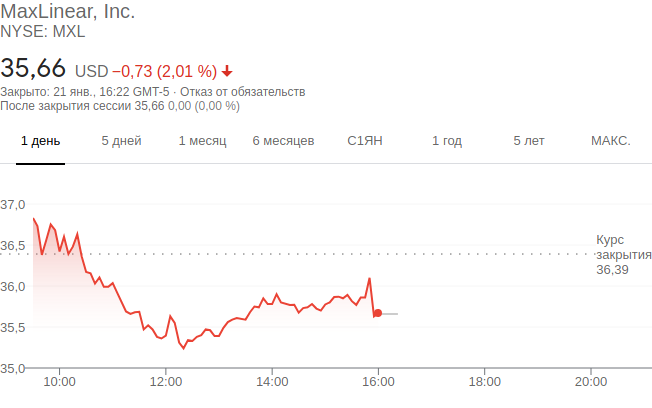 MaxLinear, Inc.
NYSE: MXL
35,66 USD −0,73 (2,01 %)
Закрыто: 21 янв., 16:22 GMT-5 · Отказ от обязательств
После закрытия сессии 35,66 0,00 (0,00 %)
1 день 5 дней 1 месяц 6 месяцев С1ЯН 1 год 5 лет МАКС.
37,0
36,5
Курс
закрытия
36,39
36,0
35,5
35,0
10:00 12:00 14:00 16:00 18:00 20:00